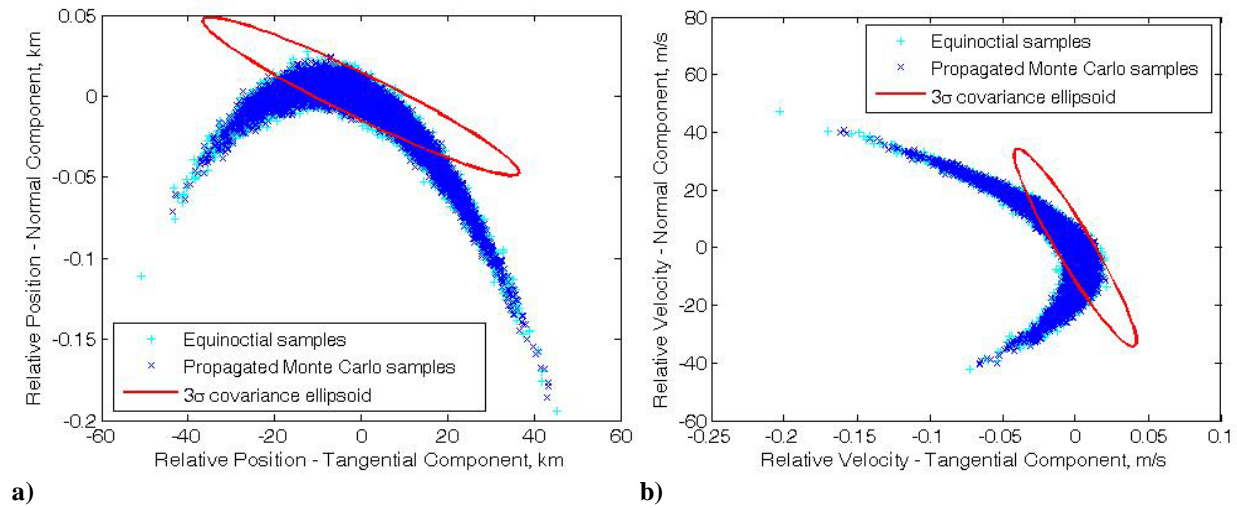 0.05
0
-0.05
-0.1
-0.15
-0.2
-60
-40
-20
0
20
40
60
Relative Position - Normal Component, km
Relative Position - Tangential Component, km
Equinoctial samples
Propagated Monte Carlo samples
3σ covariance ellipsoid
a)
80
60
40
20
0
-20
-40
-60
-0.25
-0.2
-0.15
-0.1
-0.05
0
0.05
0.1
Relative Velocity - Normal Component, m/s
Relative Velocity - Tangential Component, m/s
Equinoctial samples
Propagated Monte Carlo samples
3σ covariance ellipsoid
b)